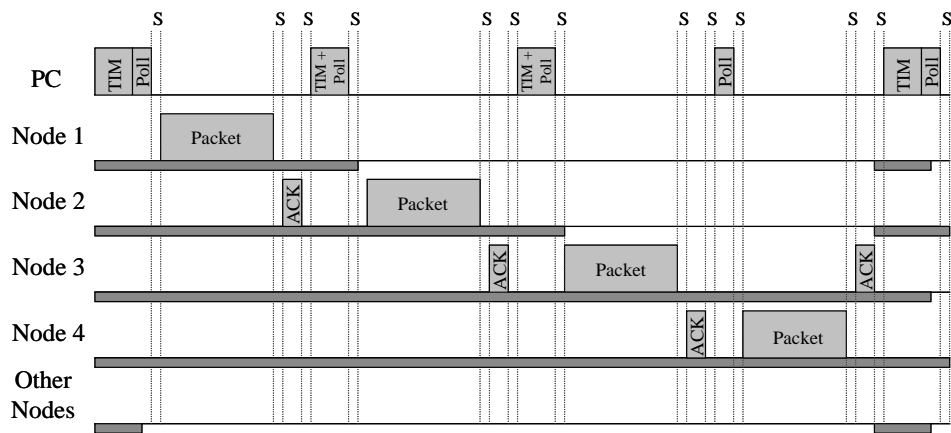 S S S S S S S S S S S S S
PC TIM Poll TIM + Poll TIM + Poll Poll TIM Poll
Node 1 Packet
Node 2 ACK Packet
Node 3 ACK Packet ACK
Node 4 ACK Packet
Other
Nodes